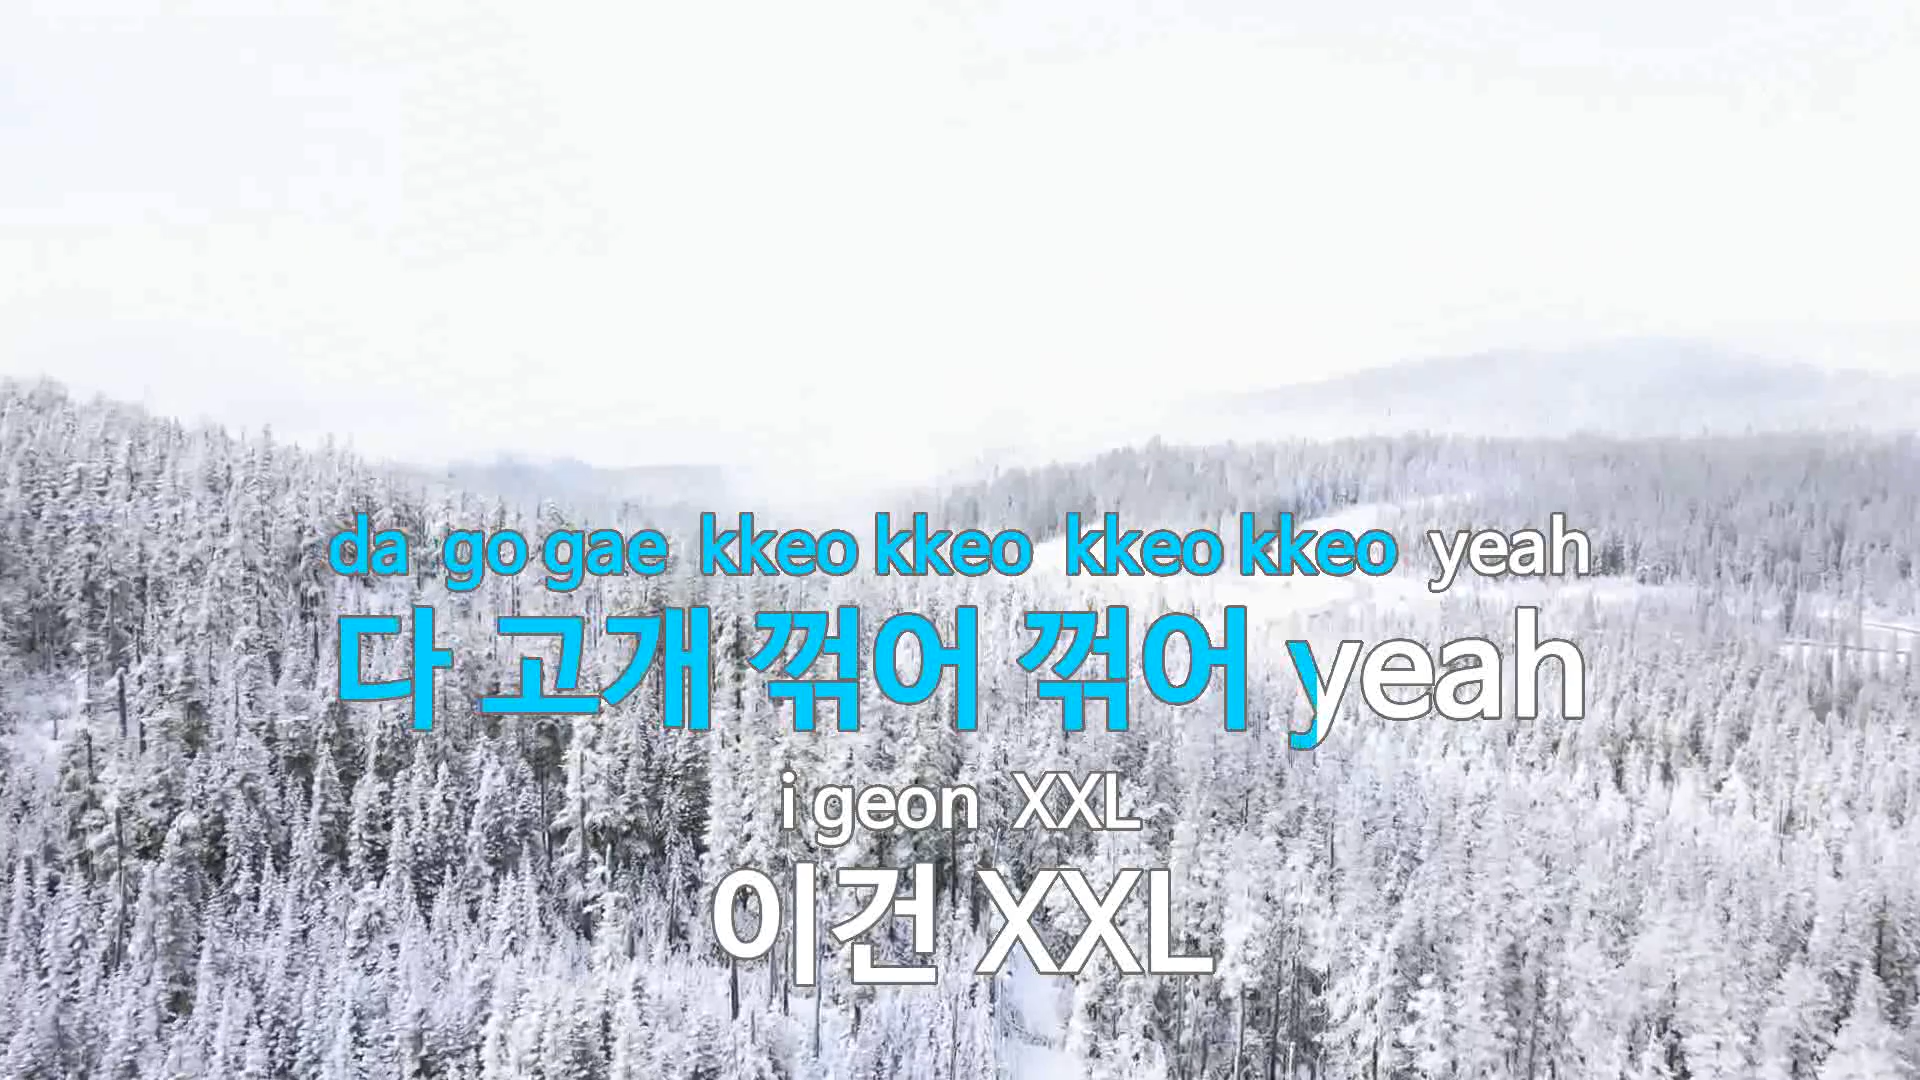 da go gae kkeo kkeo kkeo kkeo yeah
다 고개 꺾어 꺾어 yeah
i geon XXL
이건 XXL